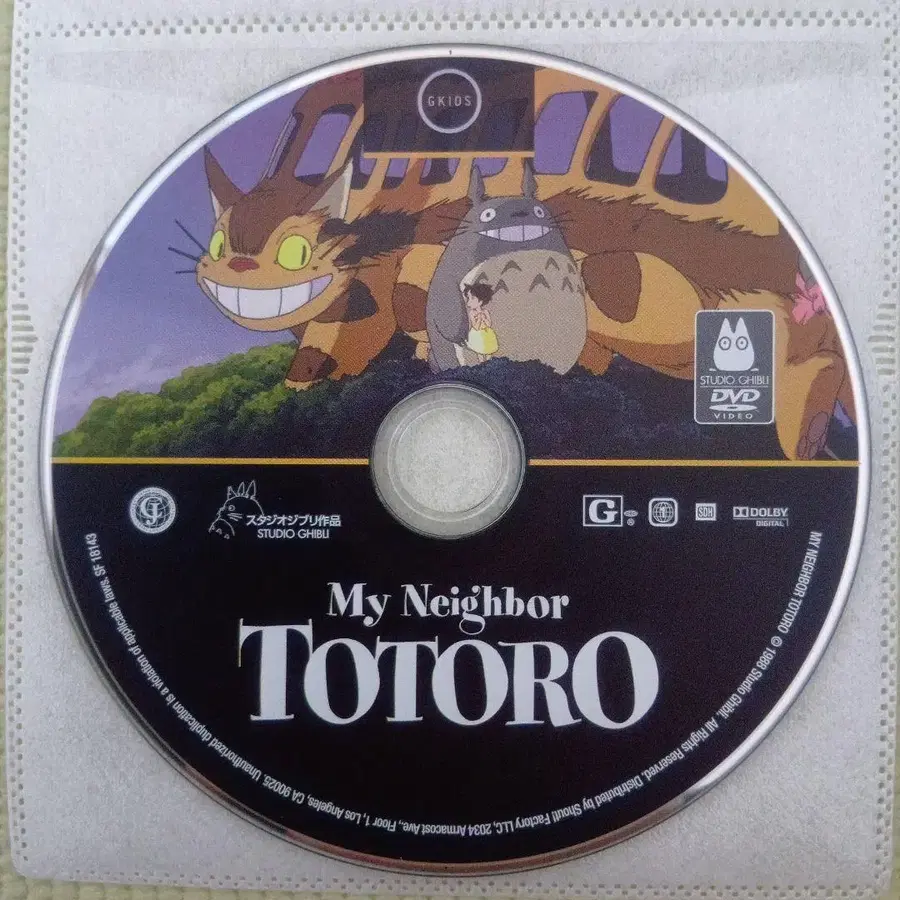 GKIDS
STUDIO GHIBLI
DVD
VIDEO
スタジオジブリ作品
STUDIO GHIBLI
G
SDH
DOLBY
DIGITAL
My Neighbor
TOTORO
MY NEIGHBOR TOTORO © 1988 Studio Ghibli. All Rights Reserved. Distributed by Shout! Factory LLC, 2034 Armacost Ave., Floor 1, Los Angeles, CA 90025. Unauthorized duplication is a violation of applicable laws. SF 18143